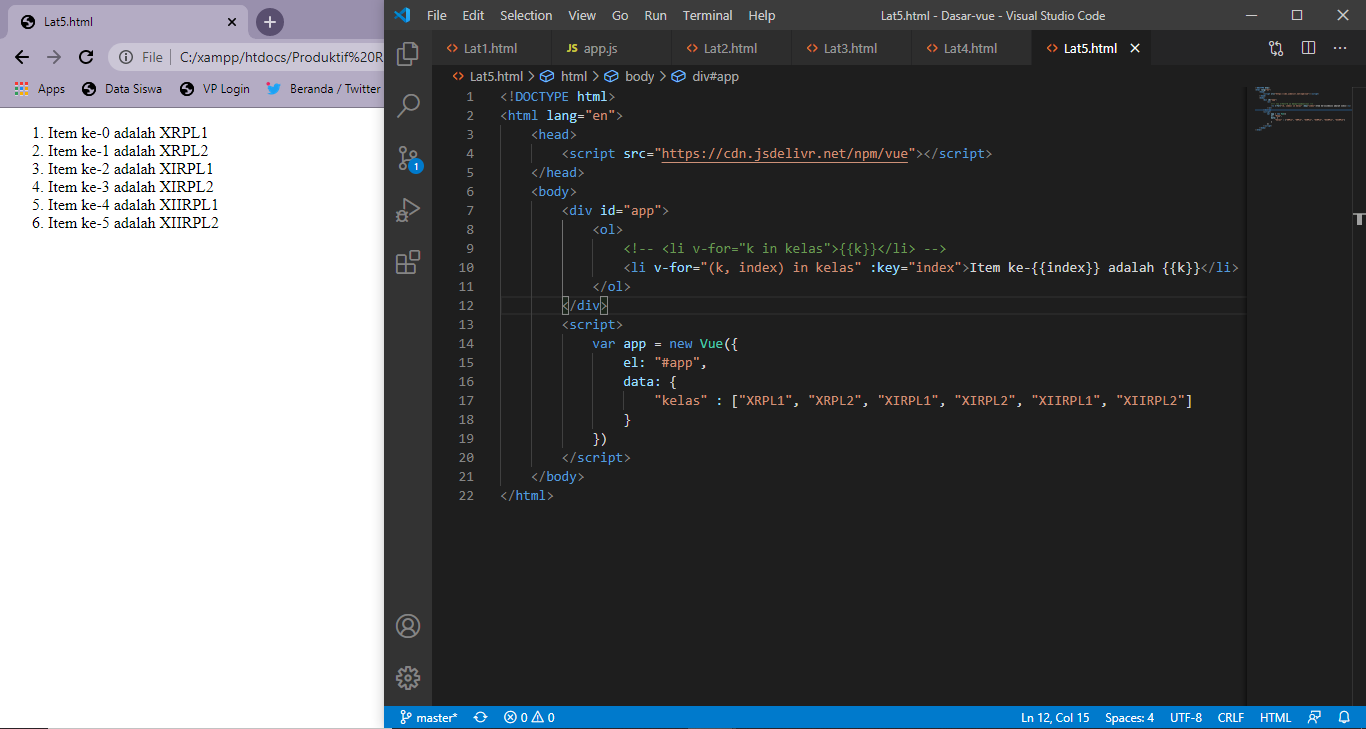 Lat5.html
File C:/xampp/htdocs/Produktif%20R
Apps Data Siswa VP Login Beranda / Twitter
1. Item ke-0 adalah XRPL1
2. Item ke-1 adalah XRPL2
3. Item ke-2 adalah XIRPL1
4. Item ke-3 adalah XIRPL2
5. Item ke-4 adalah XIIRPL1
6. Item ke-5 adalah XIIRPL2
File Edit Selection View Go Run Terminal Help Lat5.html - Dasar-vue - Visual Studio Code
Lat1.html JS app.js Lat2.html Lat3.html Lat4.html Lat5.html
Lat5.html > html > body > div#app
1 <!DOCTYPE html>
2 <html lang="en">
3 <head>
4 <script src="https://cdn.jsdelivr.net/npm/vue"></script>
5 </head>
6 <body>
7 <div id="app">
8 <ol>
9 <!-- <li v-for="k in kelas">{{k}}</li> -->
10 <li v-for="(k, index) in kelas" :key="index">Item ke-{{index}} adalah {{k}}</li>
11 </ol>
12 </div>
13 <script>
14 var app = new Vue({
15 el: "#app",
16 data: {
17 "kelas" : ["XRPL1", "XRPL2", "XIRPL1", "XIRPL2", "XIIRPL1", "XIIRPL2"]
18 }
19 })
20 </script>
21 </body>
22 </html>
1
master* 0 0 Ln 12, Col 15 Spaces: 4 UTF-8 CRLF HTML